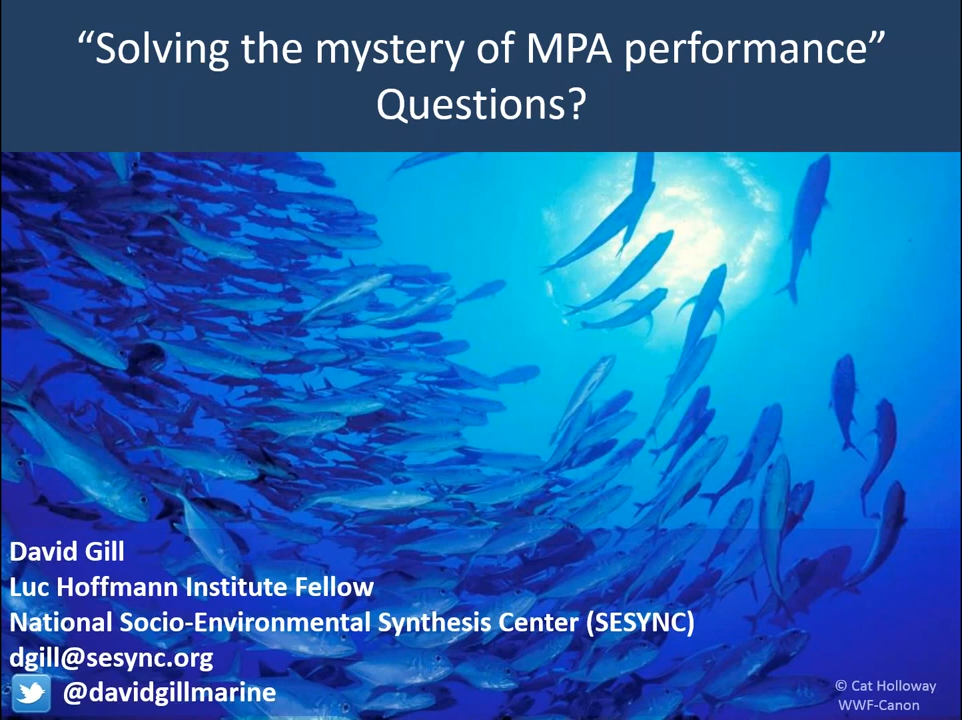 “Solving the mystery of MPA performance”
Questions?
David Gill
Luc Hoffmann Institute Fellow
National Socio-Environmental Synthesis Center (SESYNC)
dgill@sesync.org
@davidgillmarine
© Cat Holloway
WWF-Canon